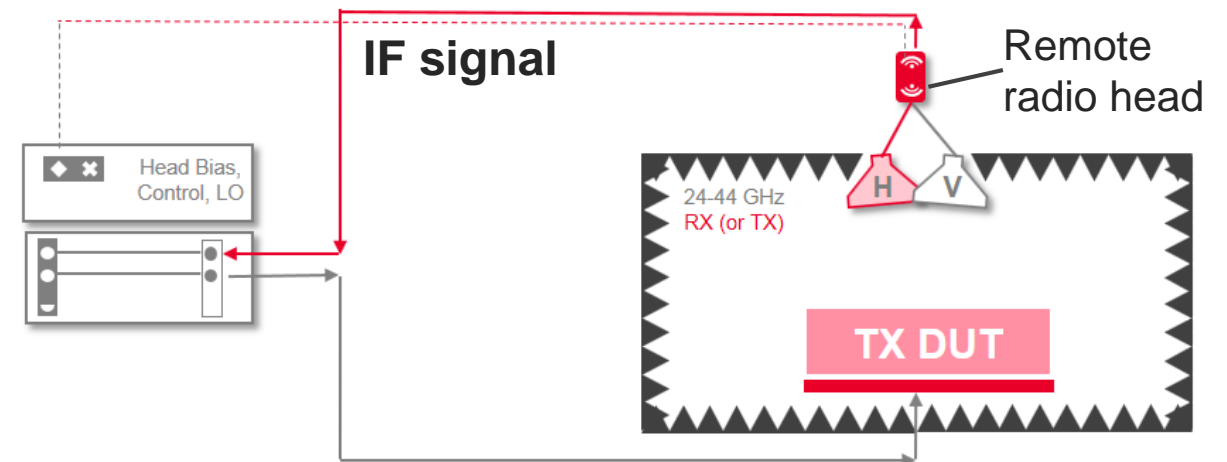 IF signal
Remote
radio head
Head Bias,
Control, LO
H
V
24-44 GHz
RX (or TX)
TX DUT